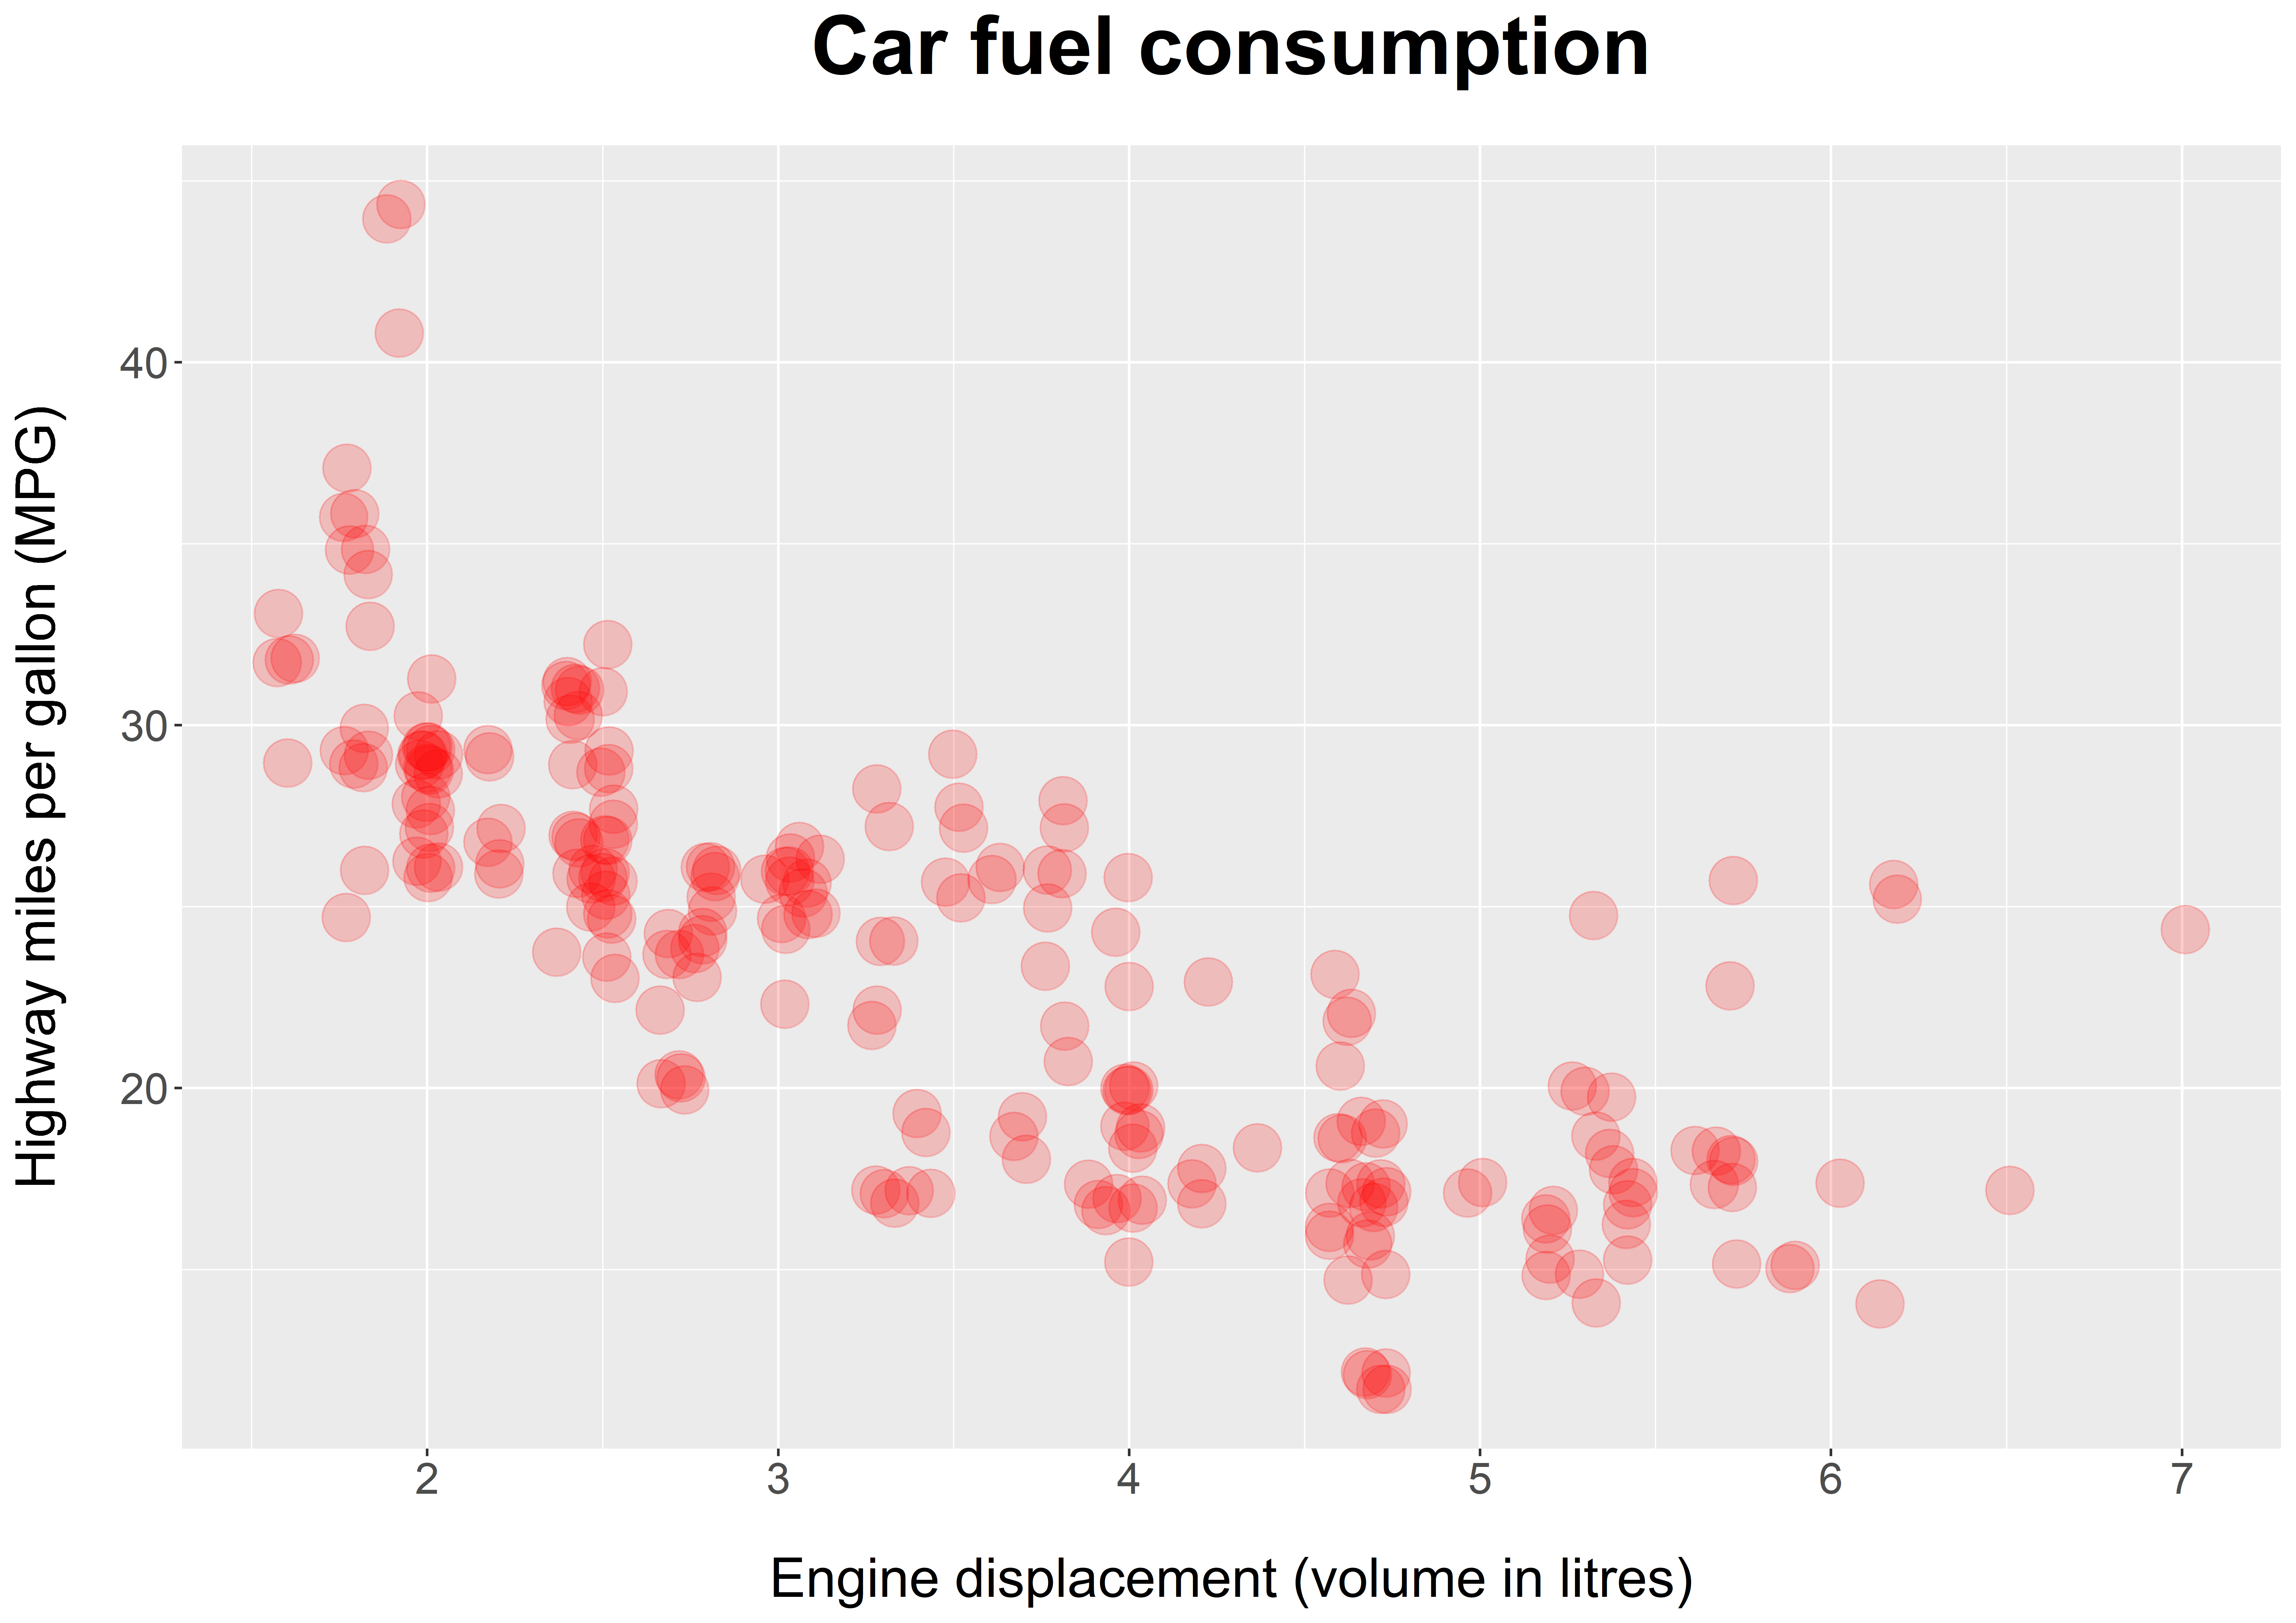 Car fuel consumption
Highway miles per gallon (MPG)
40
30
20
2 3 4 5 6 7
Engine displacement (volume in litres)